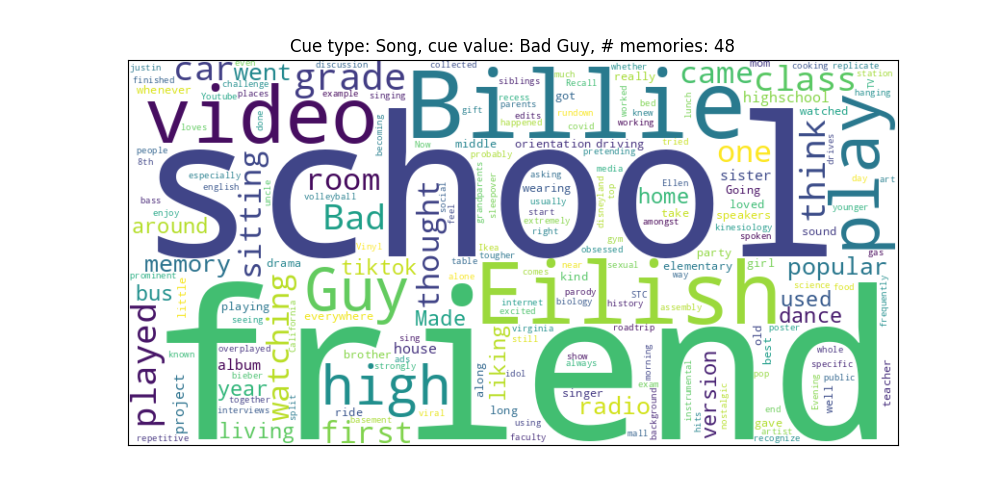 Cue type: Song, cue value: Bad Guy, # memories: 48
justin
even
discussion
collected
siblings
much
whether
mom
cooking
replicate
station
finished
car
went
challenge
grade
Billie
recess
Recall
really
came
class
TV
hanging
whenever
Youtube
places
example
singing
gift
parents
got
worked
bed
lunch
highschool
video
loves
done
edits
happened
rundown
covid
knew
working
watched
people
becoming
Now
middle
probably
orientation
driving
pretending
tried
one
think
drives
play
8th
especially
english
school
sitting
uncle
room
volleyball
thought
social
feel
grandparents
sleepover
asking
wearing
usually
start
extremely
right
disneyland
top
media
home
Ellen
take
amongst
sister
Going
loved
speakers
kinesiology
spoken
day
art
younger
sound
gas
bass
enjoy
around
Bad
Vinyl
obsessed
gym
memory
drama
Guy
tiktok
table
Ikea
tougher
alone
Eilish
near
sexual
comes
kind
way
elementary
party
girl
popular
prominent
bus
little
playing
seeing
watching
California
everywhere
Made
internet
excited
parody
biology
STC
history
assembly
roadtrip
science
food
used
dance
frequently
played
known
overplayed
album
friend
brother
strongly
ads
sing
house
virginia
still
liking
along
idol
show
always
morning
old
best
poster
whole
specific
project
bieber
year
together
interviews
split
high
ride
viral
basement
long
using
faculty
singer
radio
exam
background
instrumental
hits
version
nostalgic
pop
end
gave
artist
recognize
Evening
well
public
teacher
repetitive
living
first
mall